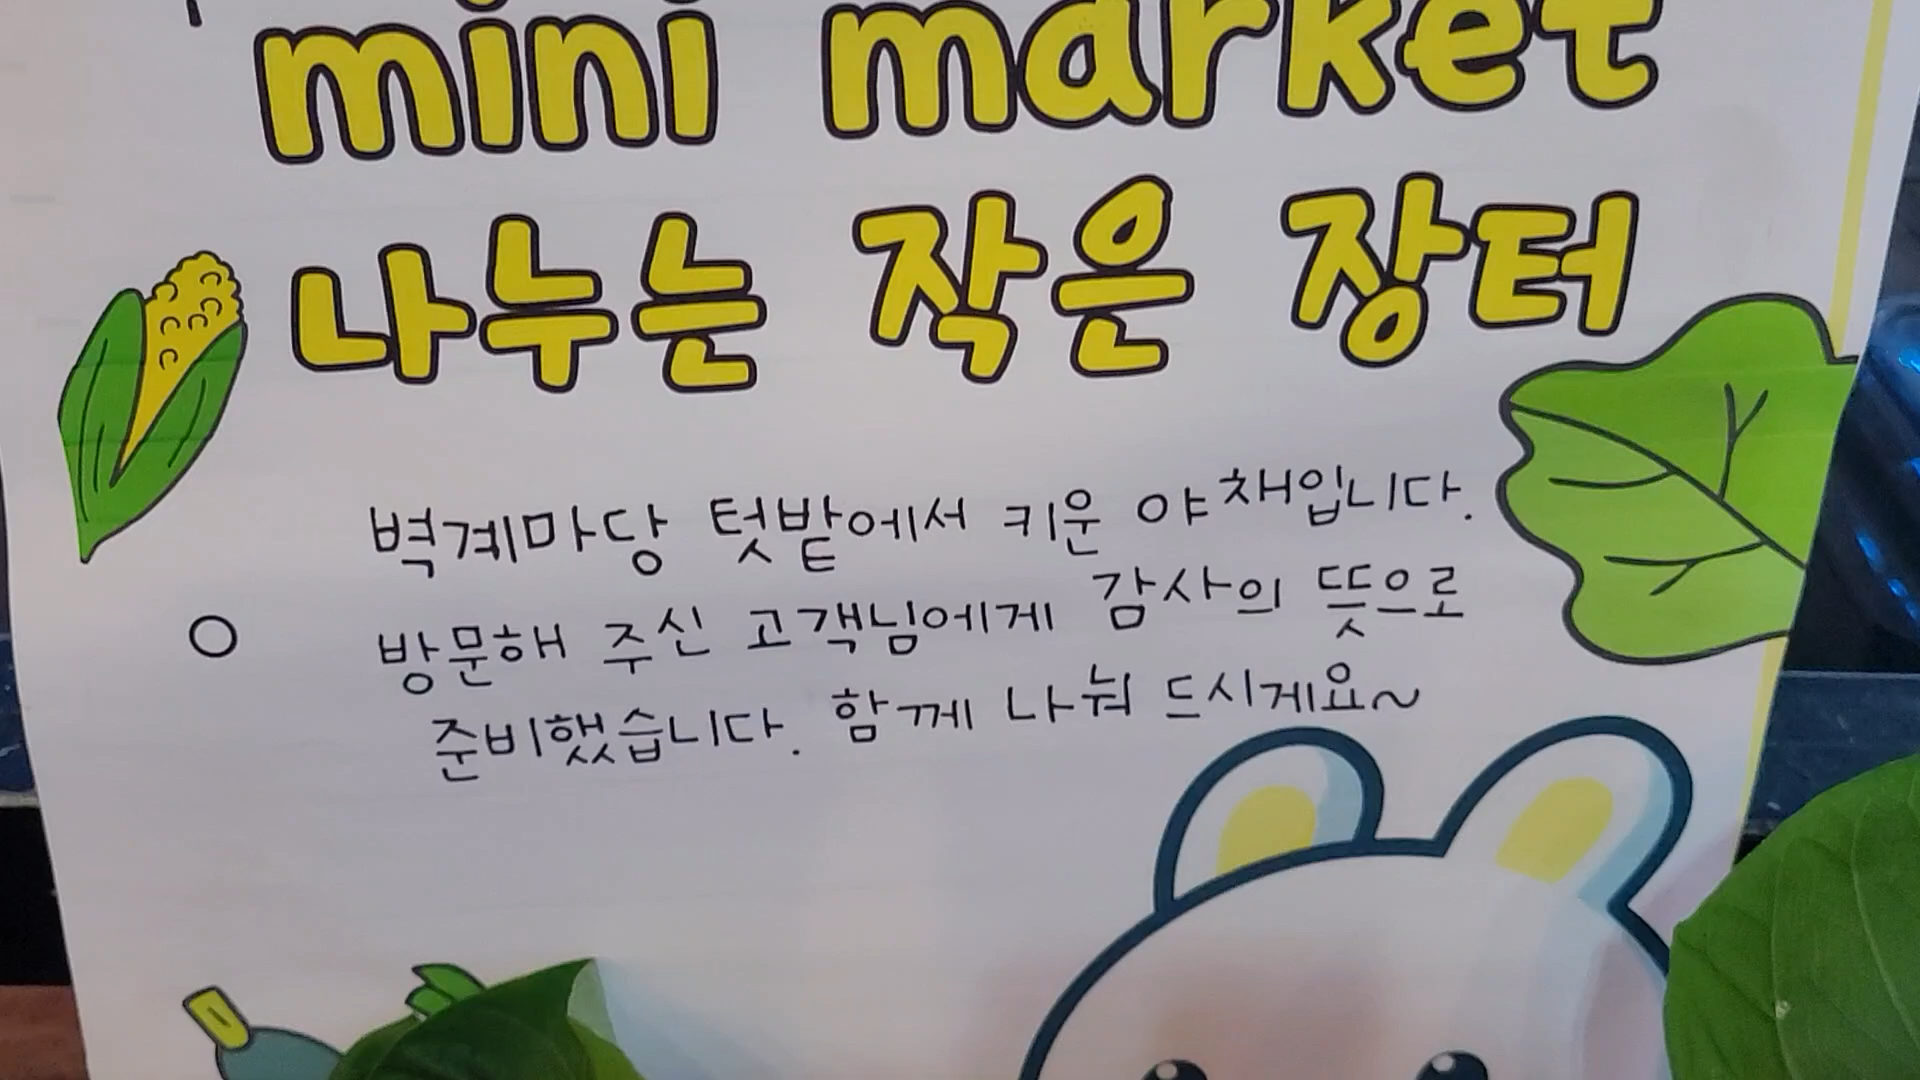 mini market
나누는 작은 장터
벽계마당 텃밭에서 키운 야채입니다.
방문해 주신 고객님에게 감사의 뜻으로
준비했습니다. 함께 나눠 드시게요~